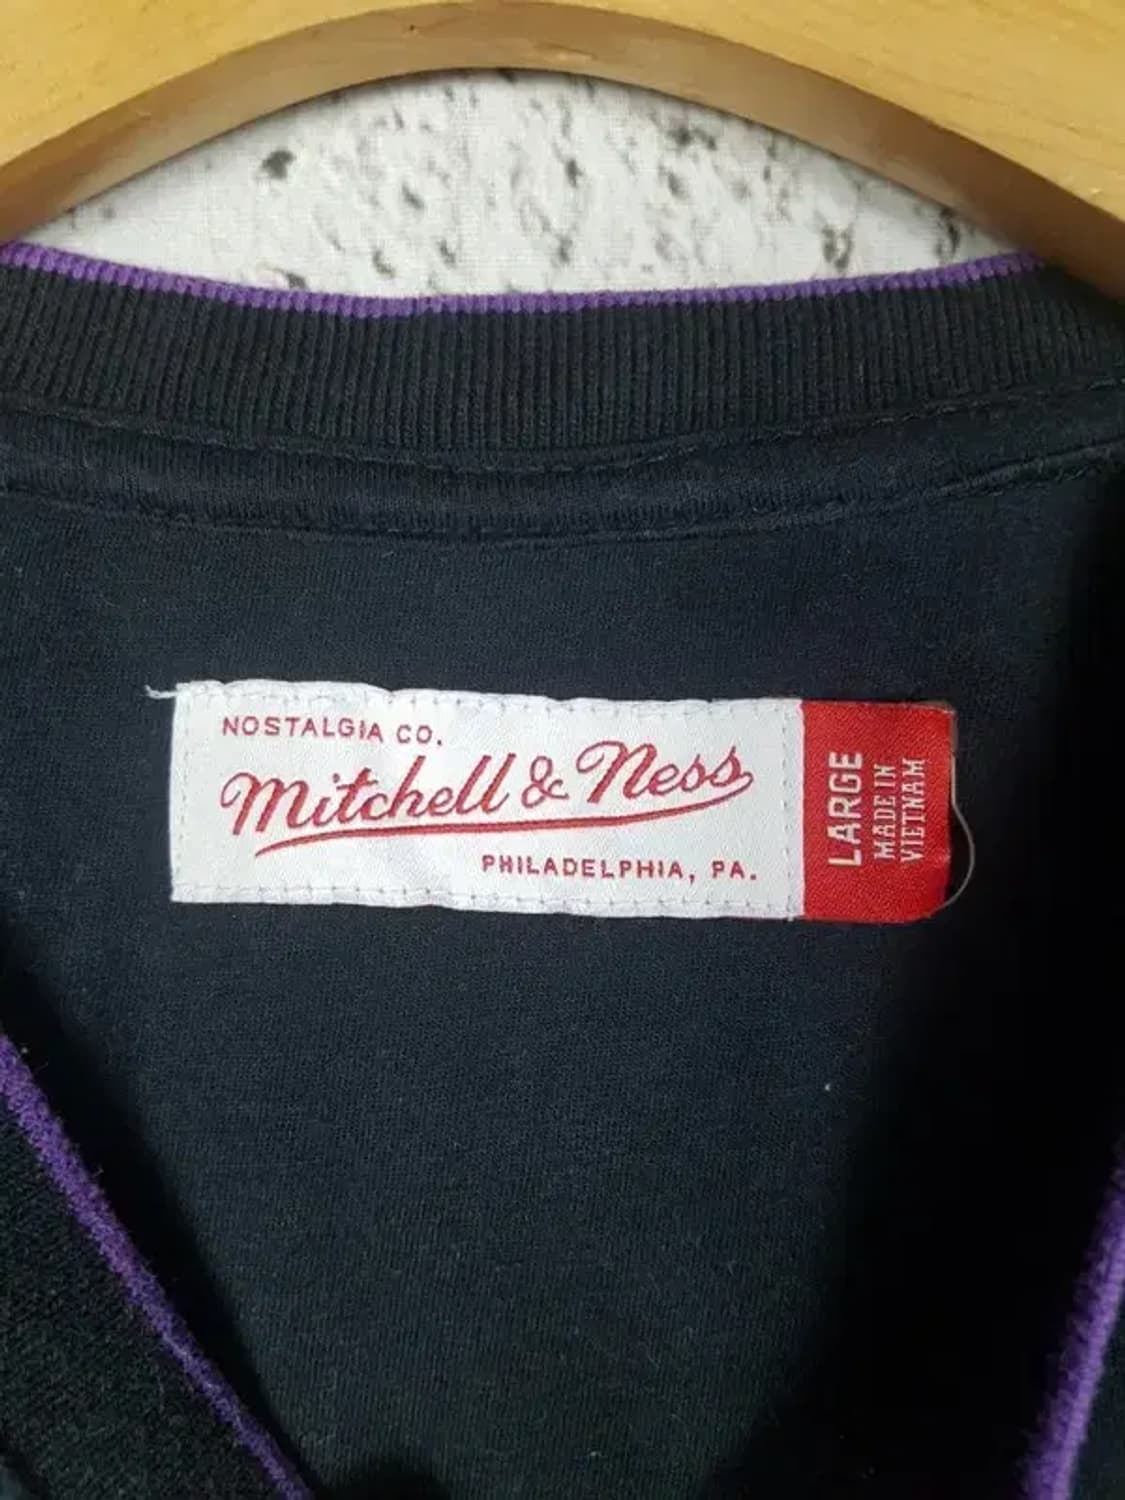 NOSTALGIA CO.
Mitchell & Ness
PHILADELPHIA, PA.
LARGE
MADE IN
VIETNAM